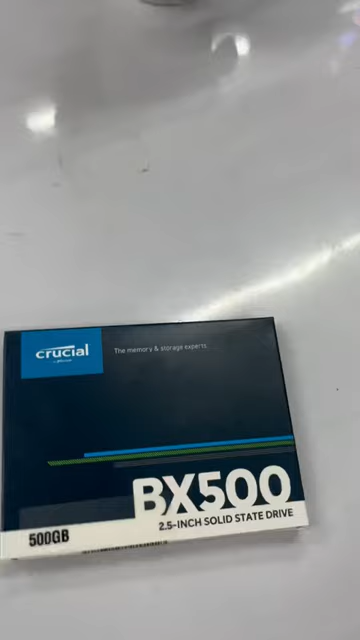 crucial
The memory & storage experts
BX500
2.5-INCH SOLID STATE DRIVE
500GB